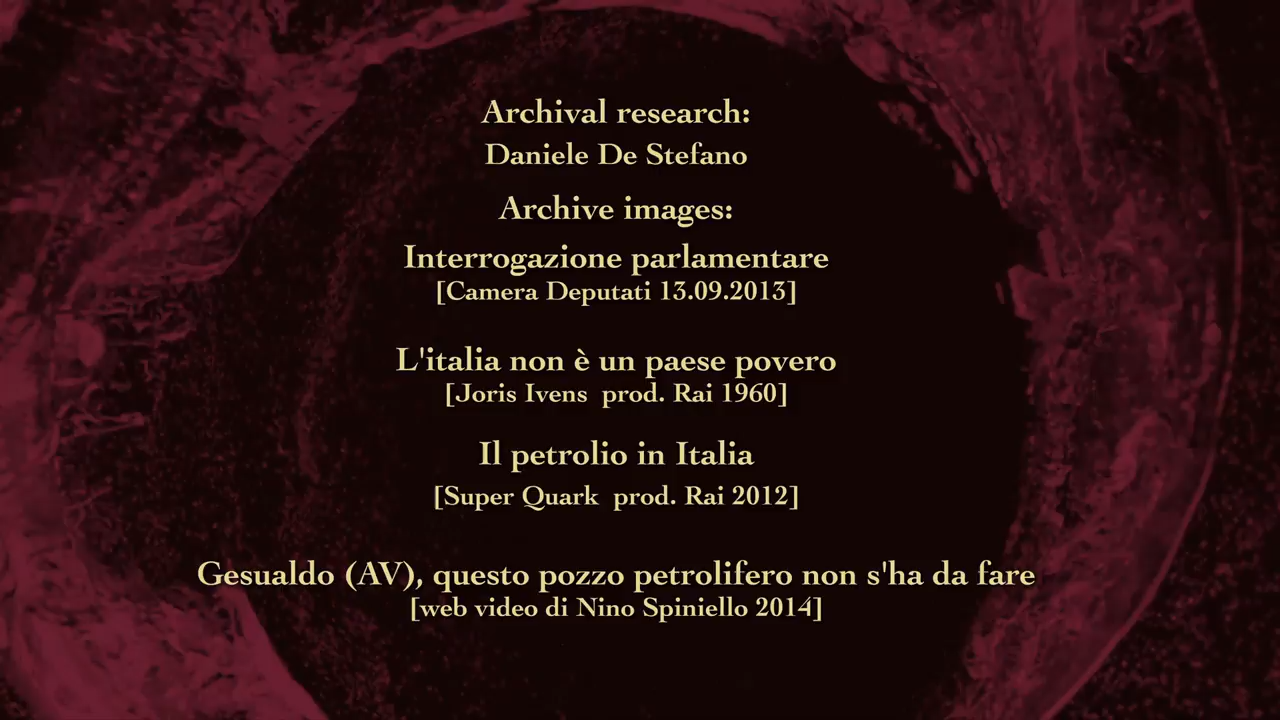 Archival research:
Daniele De Stefano
Archive images:
Interrogazione parlamentare
[Camera Deputati 13.09.2013]
L'italia non è un paese povero
[Joris Ivens  prod. Rai 1960]
Il petrolio in Italia
[Super Quark  prod. Rai 2012]
Gesualdo (AV), questo pozzo petrolifero non s'ha da fare
[web video di Nino Spiniello 2014]